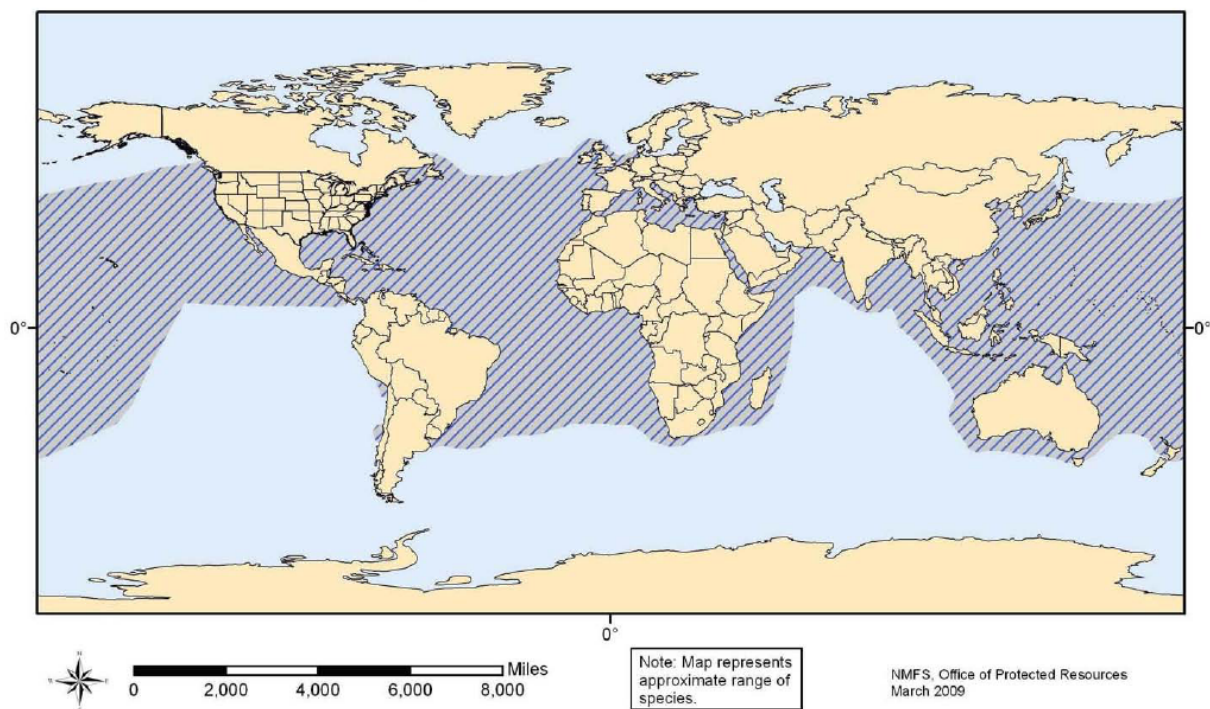 0°
0°
0°
Miles
0 2,000 4,000 6,000 8,000
Note: Map represents
approximate range of
species.
NMFS, Office of Protected Resources
March 2009